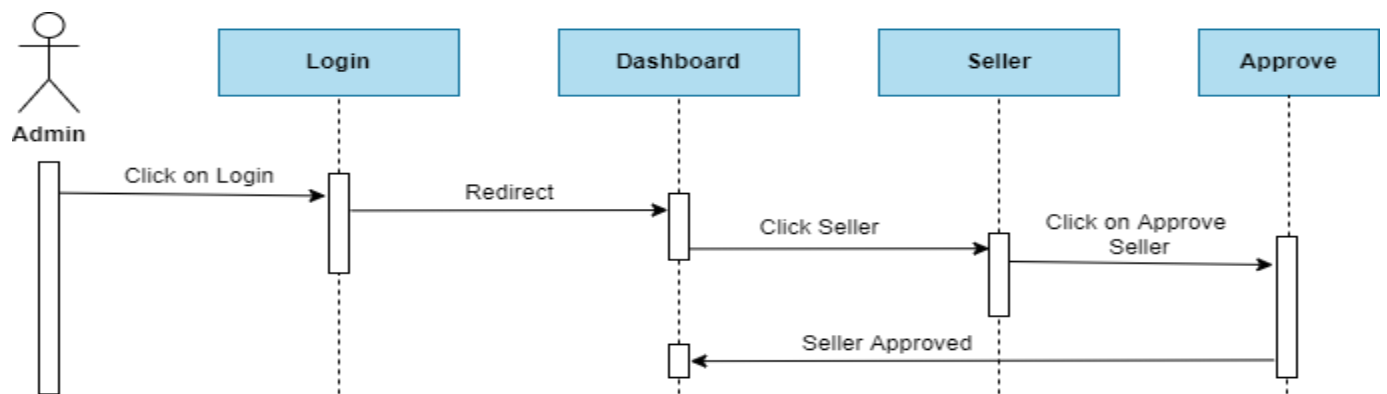 Login
Dashboard
Seller
Approve
Admin
Click on Login
Redirect
Click Seller
Click on Approve
Seller
Seller Approved